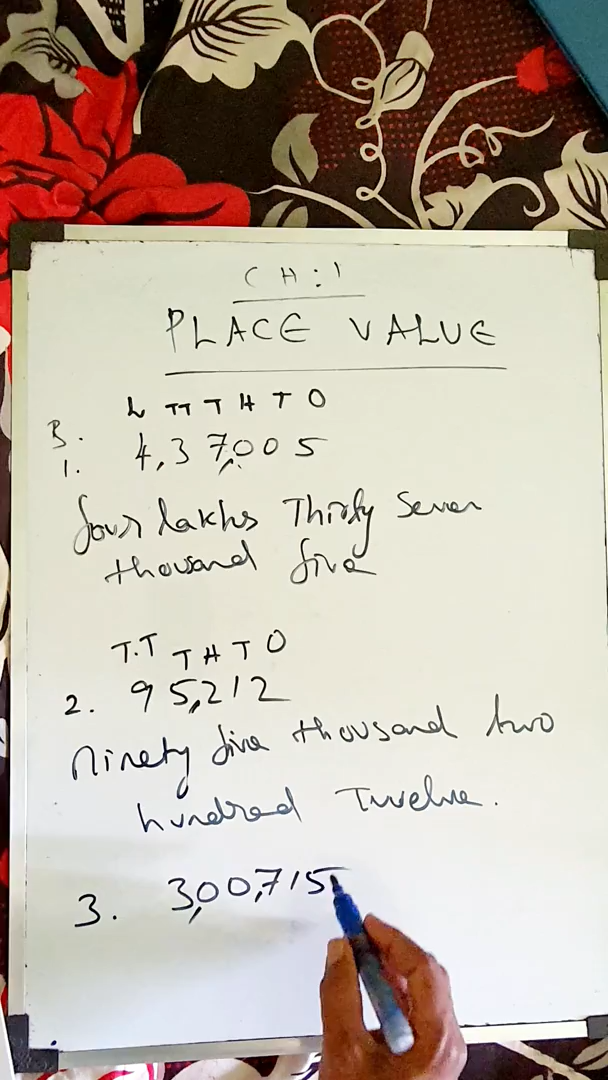 CH:1
PLACE VALUE
L TT T H T O
B.
1. 4,37,005
four lakhs Thirty Seven
thousand five
T.T T H T O
2. 95,212
Ninety five thousand two
hundred Twelve.
3. 3,00,715